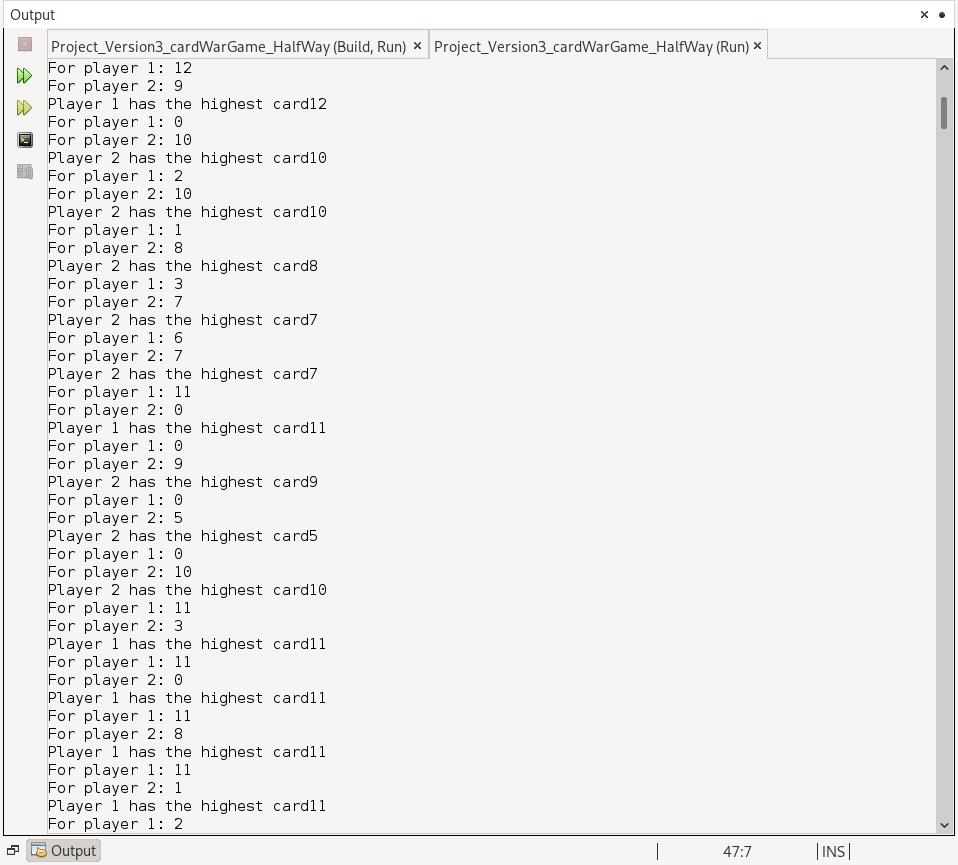 Output
Project_Version3_cardWarGame_HalfWay (Build, Run)
Project_Version3_cardWarGame_HalfWay (Run)
For player 1: 12
For player 2: 9
Player 1 has the highest card12
For player 1: 0
For player 2: 10
Player 2 has the highest card10
For player 1: 2
For player 2: 10
Player 2 has the highest card10
For player 1: 1
For player 2: 8
Player 2 has the highest card8
For player 1: 3
For player 2: 7
Player 2 has the highest card7
For player 1: 6
For player 2: 7
Player 2 has the highest card7
For player 1: 11
For player 2: 0
Player 1 has the highest card11
For player 1: 0
For player 2: 9
Player 2 has the highest card9
For player 1: 0
For player 2: 5
Player 2 has the highest card5
For player 1: 0
For player 2: 10
Player 2 has the highest card10
For player 1: 11
For player 2: 3
Player 1 has the highest card11
For player 1: 11
For player 2: 0
Player 1 has the highest card11
For player 1: 11
For player 2: 8
Player 1 has the highest card11
For player 1: 11
For player 2: 1
Player 1 has the highest card11
For player 1: 2
Output
47:7
INS